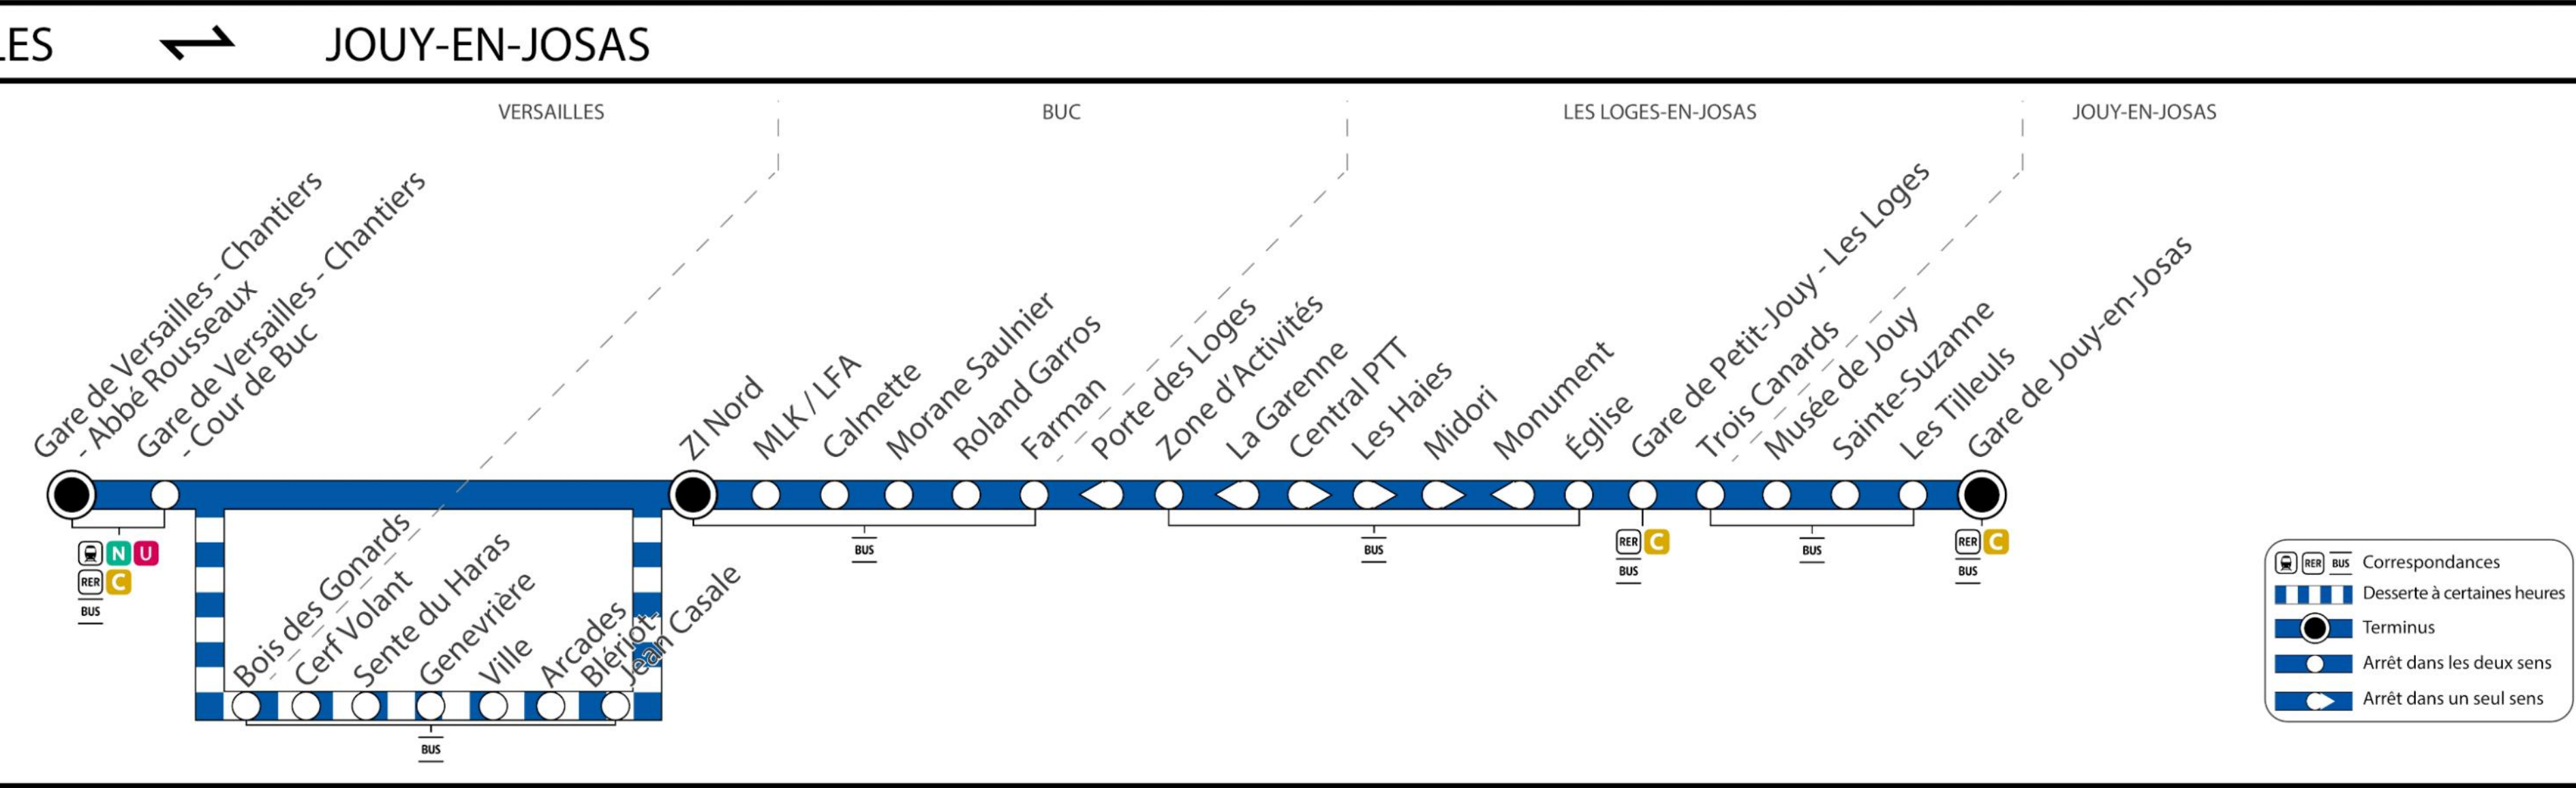 LES ⇌ JOUY-EN-JOSAS
VERSAILLES
BUC
LES LOGES-EN-JOSAS
JOUY-EN-JOSAS
Gare de Versailles - Chantiers
- Abbé Rousseaux
Gare de Versailles - Chantiers
- Cour de Buc
ZI Nord
MLK / LFA
Calmette
Morane Saulnier
Roland Garros
Farman
Porte des Loges
Zone d'Activités
La Garenne
Central PTT
Les Haies
Midori
Monument
Église
Gare de Petit-Jouy - Les Loges
Trois Canards
Musée de Jouy
Sainte-Suzanne
Les Tilleuls
Gare de Jouy-en-Josas
N U
RER C
BUS
BUS
BUS
RER C
BUS
BUS
RER C
BUS
Bois des Gonards
Cerf Volant
Sente du Haras
Genevrière
Ville
Arcades
Blériot-
Jean Casale
BUS
RER BUS Correspondances
Desserte à certaines heures
Terminus
Arrêt dans les deux sens
Arrêt dans un seul sens